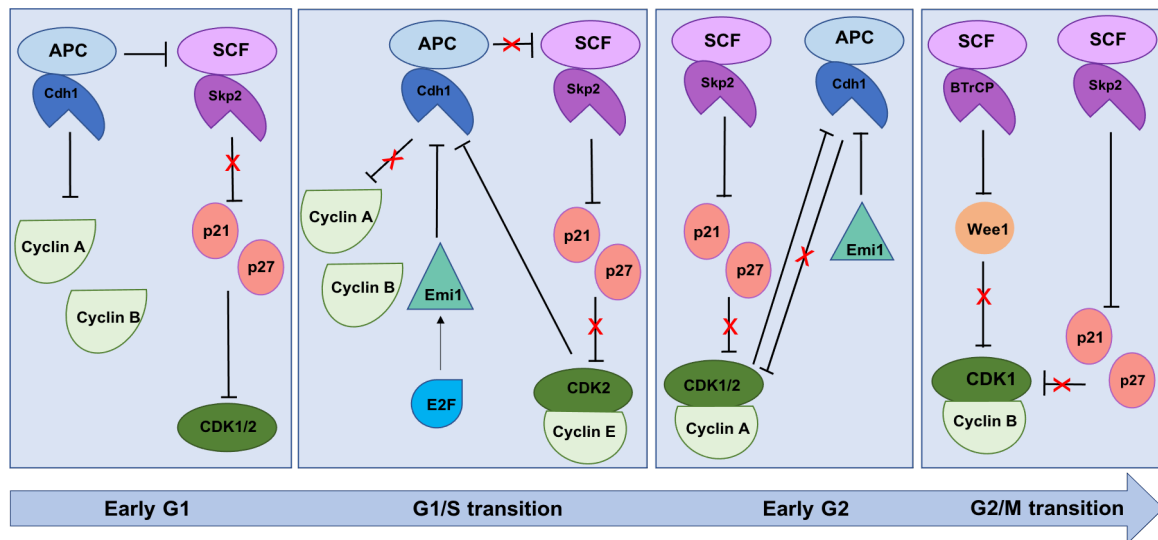 APC
SCF
Cdh1
Skp2
Cyclin A
p21
p27
Cyclin B
CDK1/2
APC
SCF
Cdh1
Skp2
Cyclin A
p21
p27
Cyclin B
Emi1
E2F
CDK2
Cyclin E
SCF
APC
Skp2
Cdh1
p21
p27
Emi1
CDK1/2
Cyclin A
SCF
SCF
BTrCP
Skp2
Wee1
p21
p27
CDK1
Cyclin B
Early G1
G1/S transition
Early G2
G2/M transition